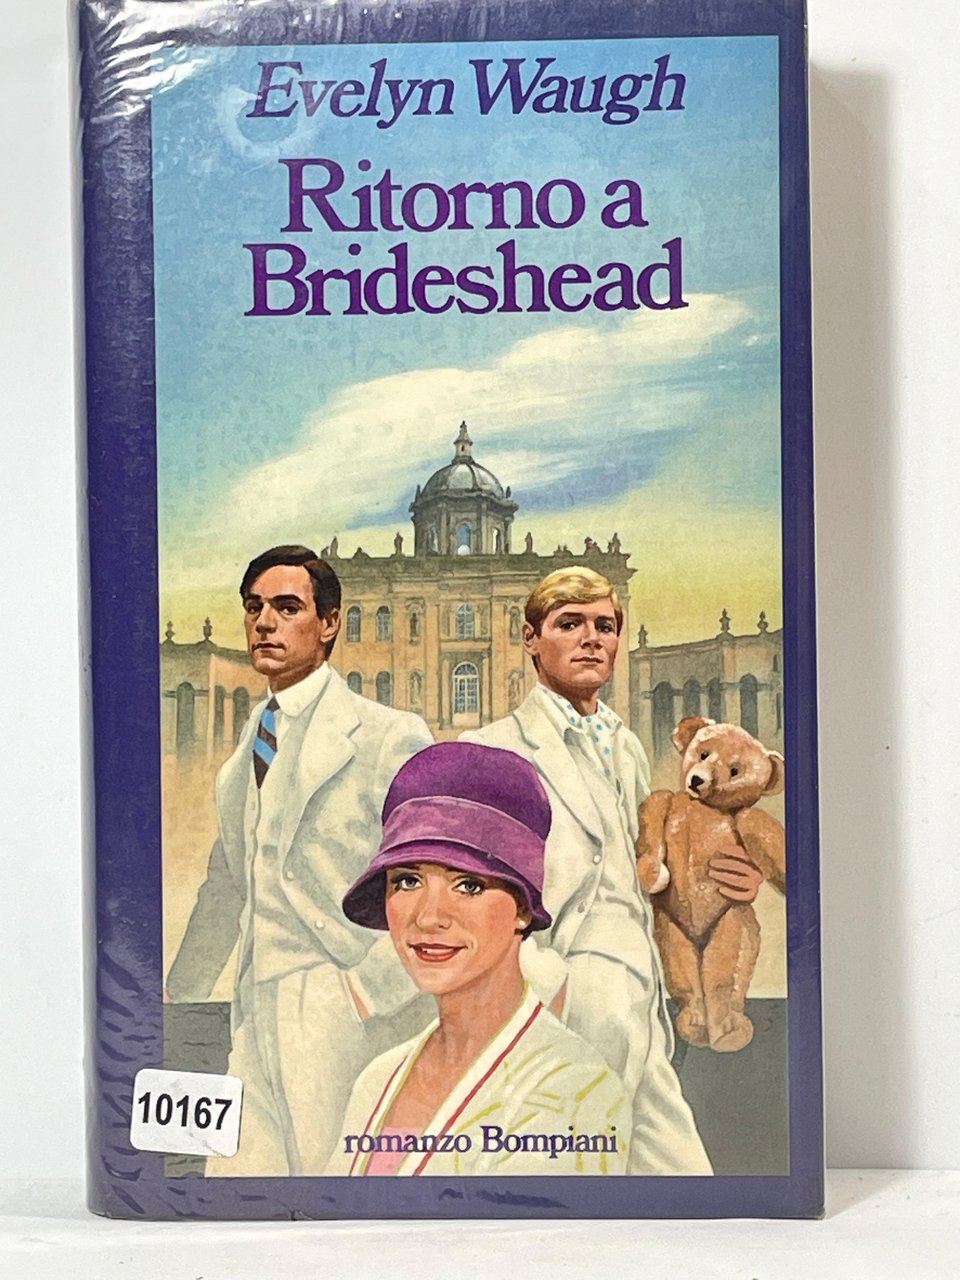 Evelyn Waugh
Ritorno a
Brideshead
10167
romanzo Bompiani